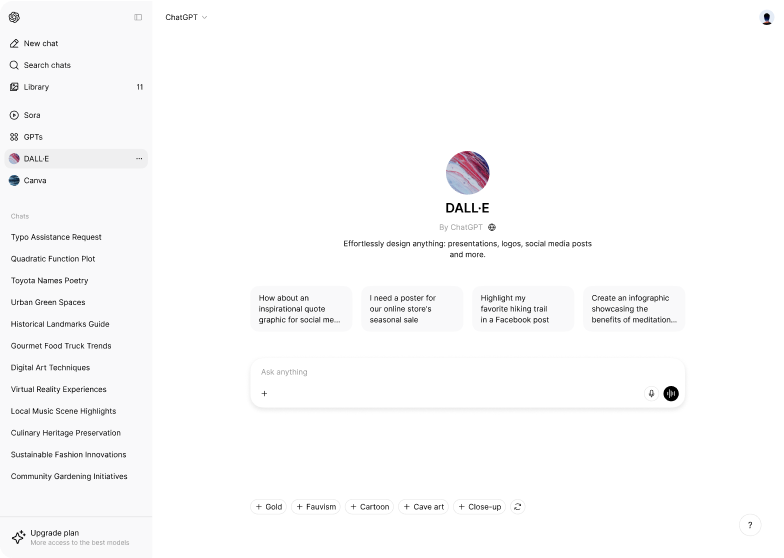 ChatGPT
New chat
Search chats
Library 11
Sora
GPTs
DALL·E
Canva
Chats
Typo Assistance Request
Quadratic Function Plot
Toyota Names Poetry
Urban Green Spaces
Historical Landmarks Guide
Gourmet Food Truck Trends
Digital Art Techniques
Virtual Reality Experiences
Local Music Scene Highlights
Culinary Heritage Preservation
Sustainable Fashion Innovations
Community Gardening Initiatives
Upgrade plan
More access to the best models
DALL·E
By ChatGPT
Effortlessly design anything: presentations, logos, social media posts
and more.
How about an
inspirational quote
graphic for social me...
I need a poster for
our online store's
seasonal sale
Highlight my
favorite hiking trail
in a Facebook post
Create an infographic
showcasing the
benefits of meditation...
Ask anything
+ Gold
+ Fauvism
+ Cartoon
+ Cave art
+ Close-up
?